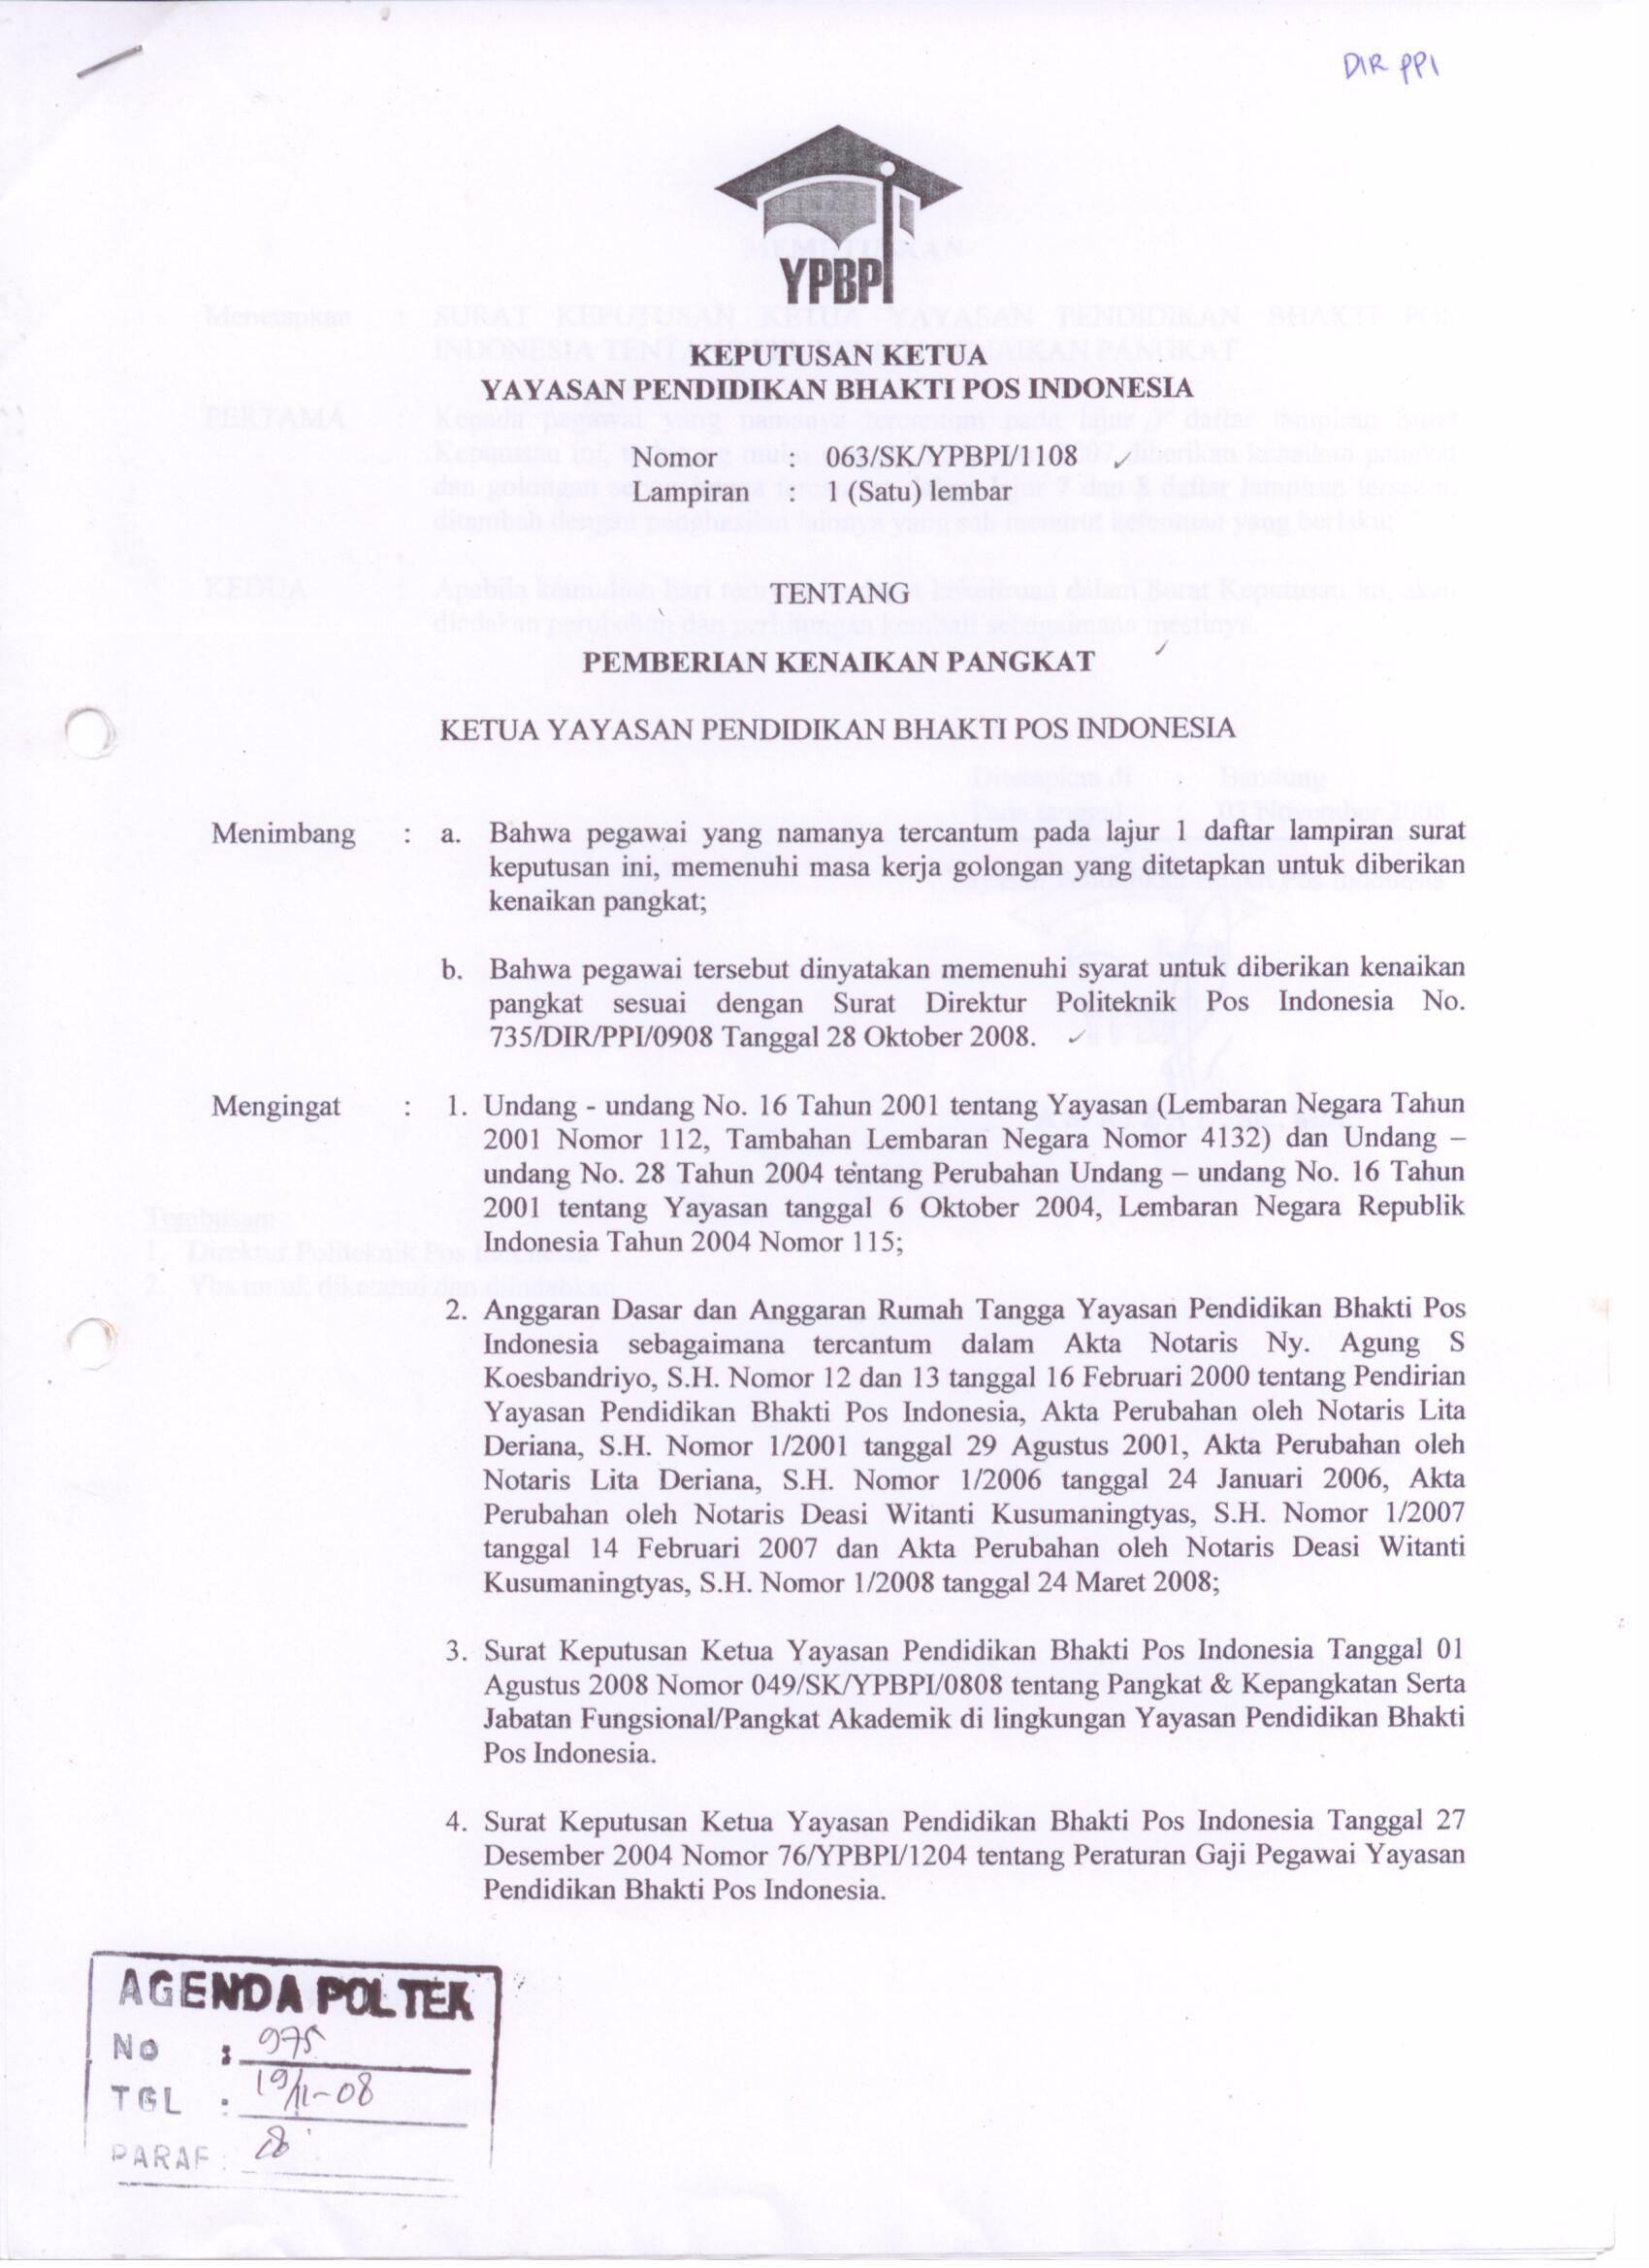 DIR PPI
YPBPI
KEPUTUSAN KETUA
YAYASAN PENDIDIKAN BHAKTI POS INDONESIA
Nomor : 063/SK/YPBPI/1108
Lampiran : 1 (Satu) lembar
TENTANG
PEMBERIAN KENAIKAN PANGKAT
KETUA YAYASAN PENDIDIKAN BHAKTI POS INDONESIA
Menimbang : a. Bahwa pegawai yang namanya tercantum pada lajur 1 daftar lampiran surat
keputusan ini, memenuhi masa kerja golongan yang ditetapkan untuk diberikan
kenaikan pangkat;
b. Bahwa pegawai tersebut dinyatakan memenuhi syarat untuk diberikan kenaikan
pangkat sesuai dengan Surat Direktur Politeknik Pos Indonesia No.
735/DIR/PPI/0908 Tanggal 28 Oktober 2008.
Mengingat : 1. Undang - undang No. 16 Tahun 2001 tentang Yayasan (Lembaran Negara Tahun
2001 Nomor 112, Tambahan Lembaran Negara Nomor 4132) dan Undang –
undang No. 28 Tahun 2004 tentang Perubahan Undang – undang No. 16 Tahun
2001 tentang Yayasan tanggal 6 Oktober 2004, Lembaran Negara Republik
Indonesia Tahun 2004 Nomor 115;
2. Anggaran Dasar dan Anggaran Rumah Tangga Yayasan Pendidikan Bhakti Pos
Indonesia sebagaimana tercantum dalam Akta Notaris Ny. Agung S
Koesbandriyo, S.H. Nomor 12 dan 13 tanggal 16 Februari 2000 tentang Pendirian
Yayasan Pendidikan Bhakti Pos Indonesia, Akta Perubahan oleh Notaris Lita
Deriana, S.H. Nomor 1/2001 tanggal 29 Agustus 2001, Akta Perubahan oleh
Notaris Lita Deriana, S.H. Nomor 1/2006 tanggal 24 Januari 2006, Akta
Perubahan oleh Notaris Deasi Witanti Kusumaningtyas, S.H. Nomor 1/2007
tanggal 14 Februari 2007 dan Akta Perubahan oleh Notaris Deasi Witanti
Kusumaningtyas, S.H. Nomor 1/2008 tanggal 24 Maret 2008;
3. Surat Keputusan Ketua Yayasan Pendidikan Bhakti Pos Indonesia Tanggal 01
Agustus 2008 Nomor 049/SK/YPBPI/0808 tentang Pangkat & Kepangkatan Serta
Jabatan Fungsional/Pangkat Akademik di lingkungan Yayasan Pendidikan Bhakti
Pos Indonesia.
4. Surat Keputusan Ketua Yayasan Pendidikan Bhakti Pos Indonesia Tanggal 27
Desember 2004 Nomor 76/YPBPI/1204 tentang Peraturan Gaji Pegawai Yayasan
Pendidikan Bhakti Pos Indonesia.
AGENDA POLTEK
No : 975
TGL : 19/11-08
PARAF :